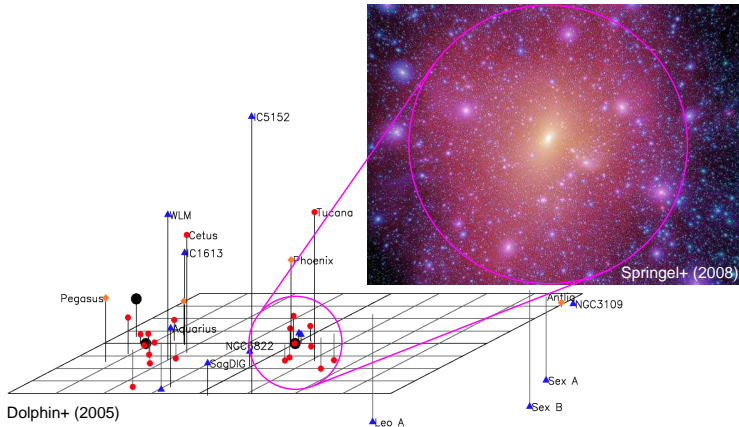 IC5152
WLM
Cetus
Tucana
IC1613
Phoenix
Springel+ (2008)
Pegasus
Antlia
NGC3109
Aquarius
NGC6822
SagDIG
Sex A
Sex B
Leo A
Dolphin+ (2005)